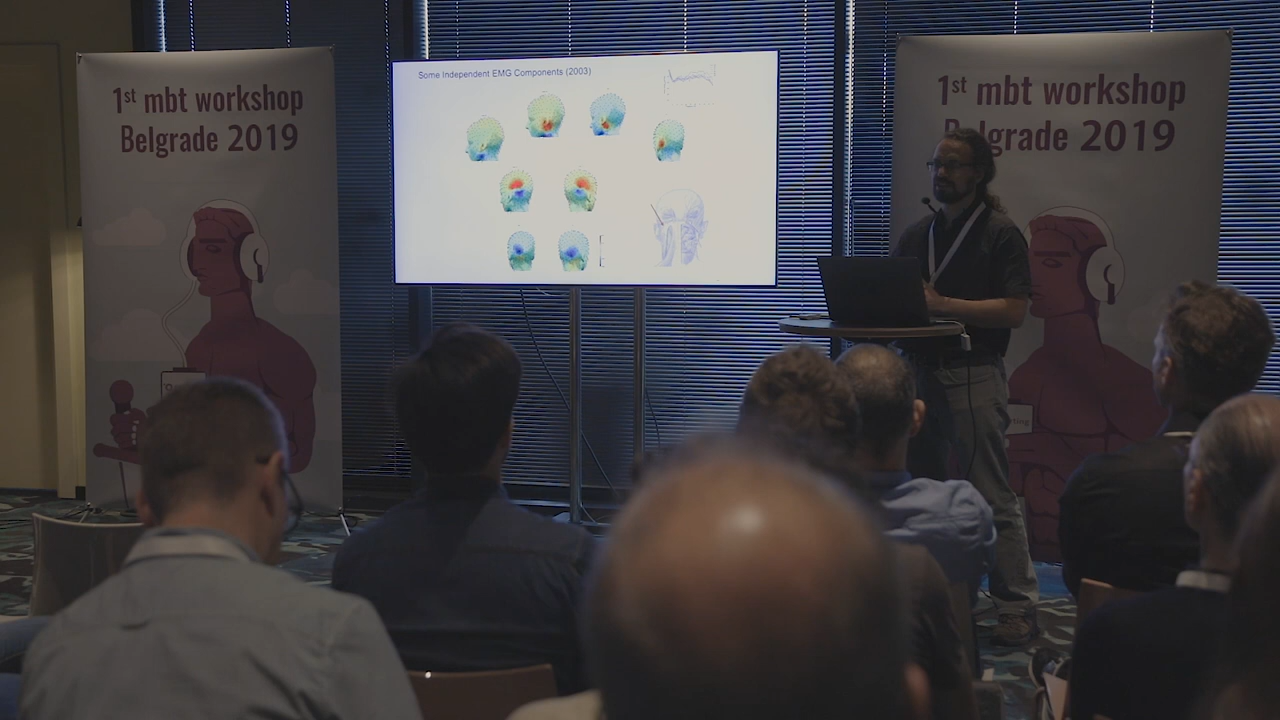 1st mbt workshop
Belgrade 2019
Some Independent EMG Components (2003)
1st mbt workshop
Belgrade 2019